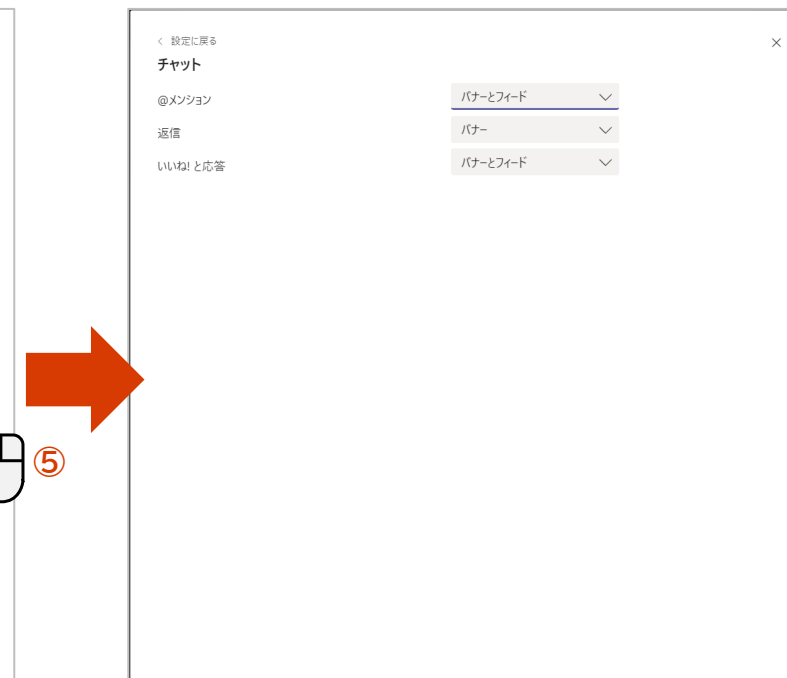 < 設定に戻る
チャット
@メンション バナーとフィード
返信 バナー
いいね! と応答 バナーとフィード
⑤